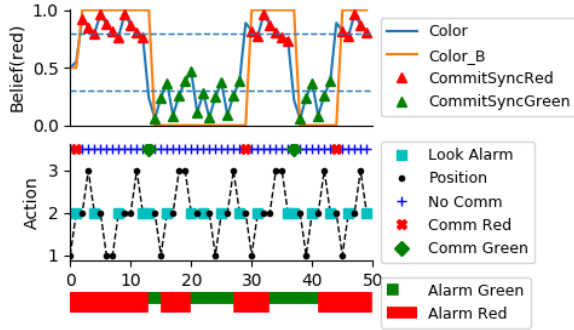 1.0
0.5
0.0
Belief(red)
Color
Color_B
CommitSyncRed
CommitSyncGreen
3
2
1
Action
Look Alarm
Position
No Comm
Comm Red
Comm Green
0 10 20 30 40 50
Alarm Green
Alarm Red